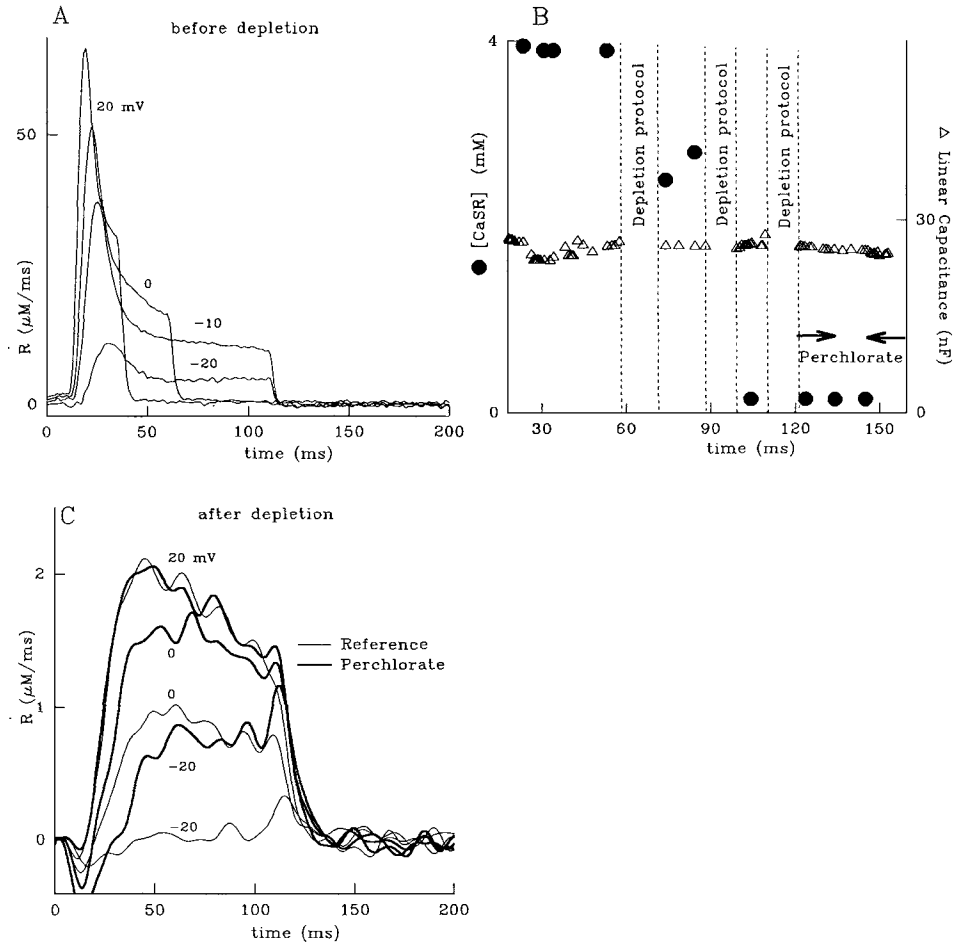 A
before depletion
20 mV
50
0
-10
-20
0
Ṙ (µM/ms)
0
50
100
150
200
time (ms)
B
4
[CaSR] (mM)
0
Depletion protocol
Depletion protocol
Depletion protocol
Perchlorate
30
0
Δ Linear Capacitance (nF)
30
60
90
120
150
time (ms)
C
after depletion
20 mV
2
Reference
Perchlorate
0
0
1
-20
-20
0
Ṙ (µM/ms)
0
50
100
150
200
time (ms)